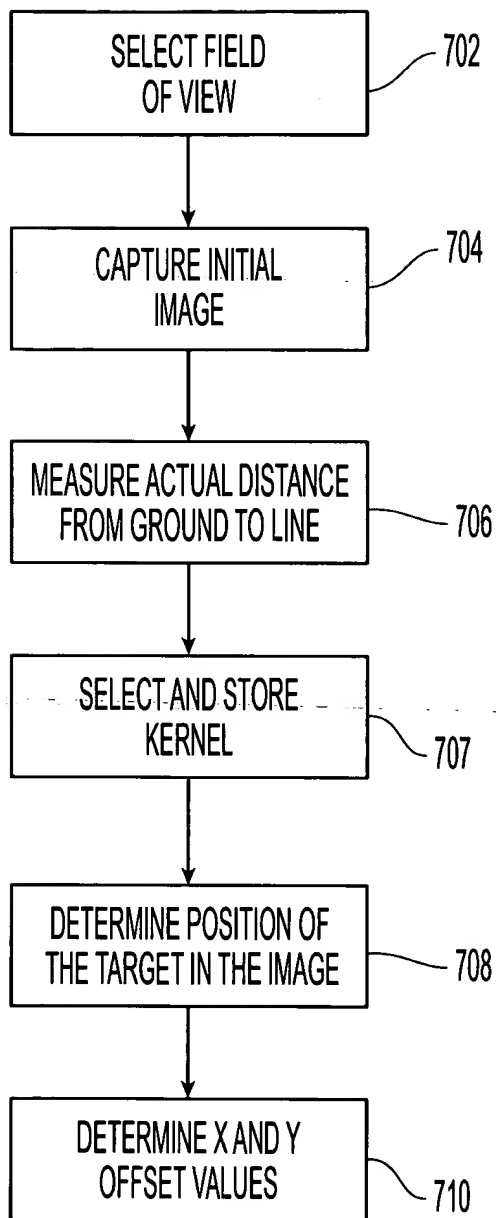 SELECT FIELD
OF VIEW
702
CAPTURE INITIAL
IMAGE
704
MEASURE ACTUAL DISTANCE
FROM GROUND TO LINE
706
SELECT AND STORE
KERNEL
707
DETERMINE POSITION OF
THE TARGET IN THE IMAGE
708
DETERMINE X AND Y
OFFSET VALUES
710